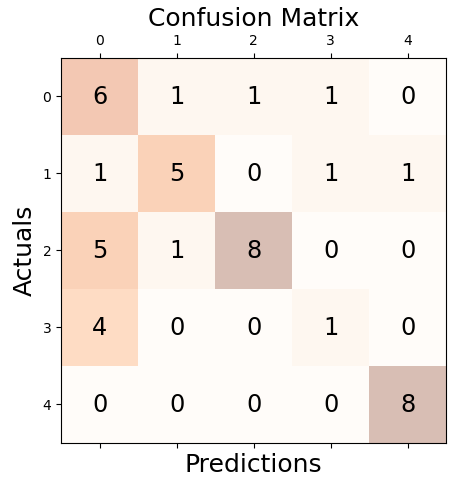 Confusion Matrix
0 1 2 3 4
0 6 1 1 1 0
1 1 5 0 1 1
2 5 1 8 0 0
3 4 0 0 1 0
4 0 0 0 0 8
Actuals
Predictions